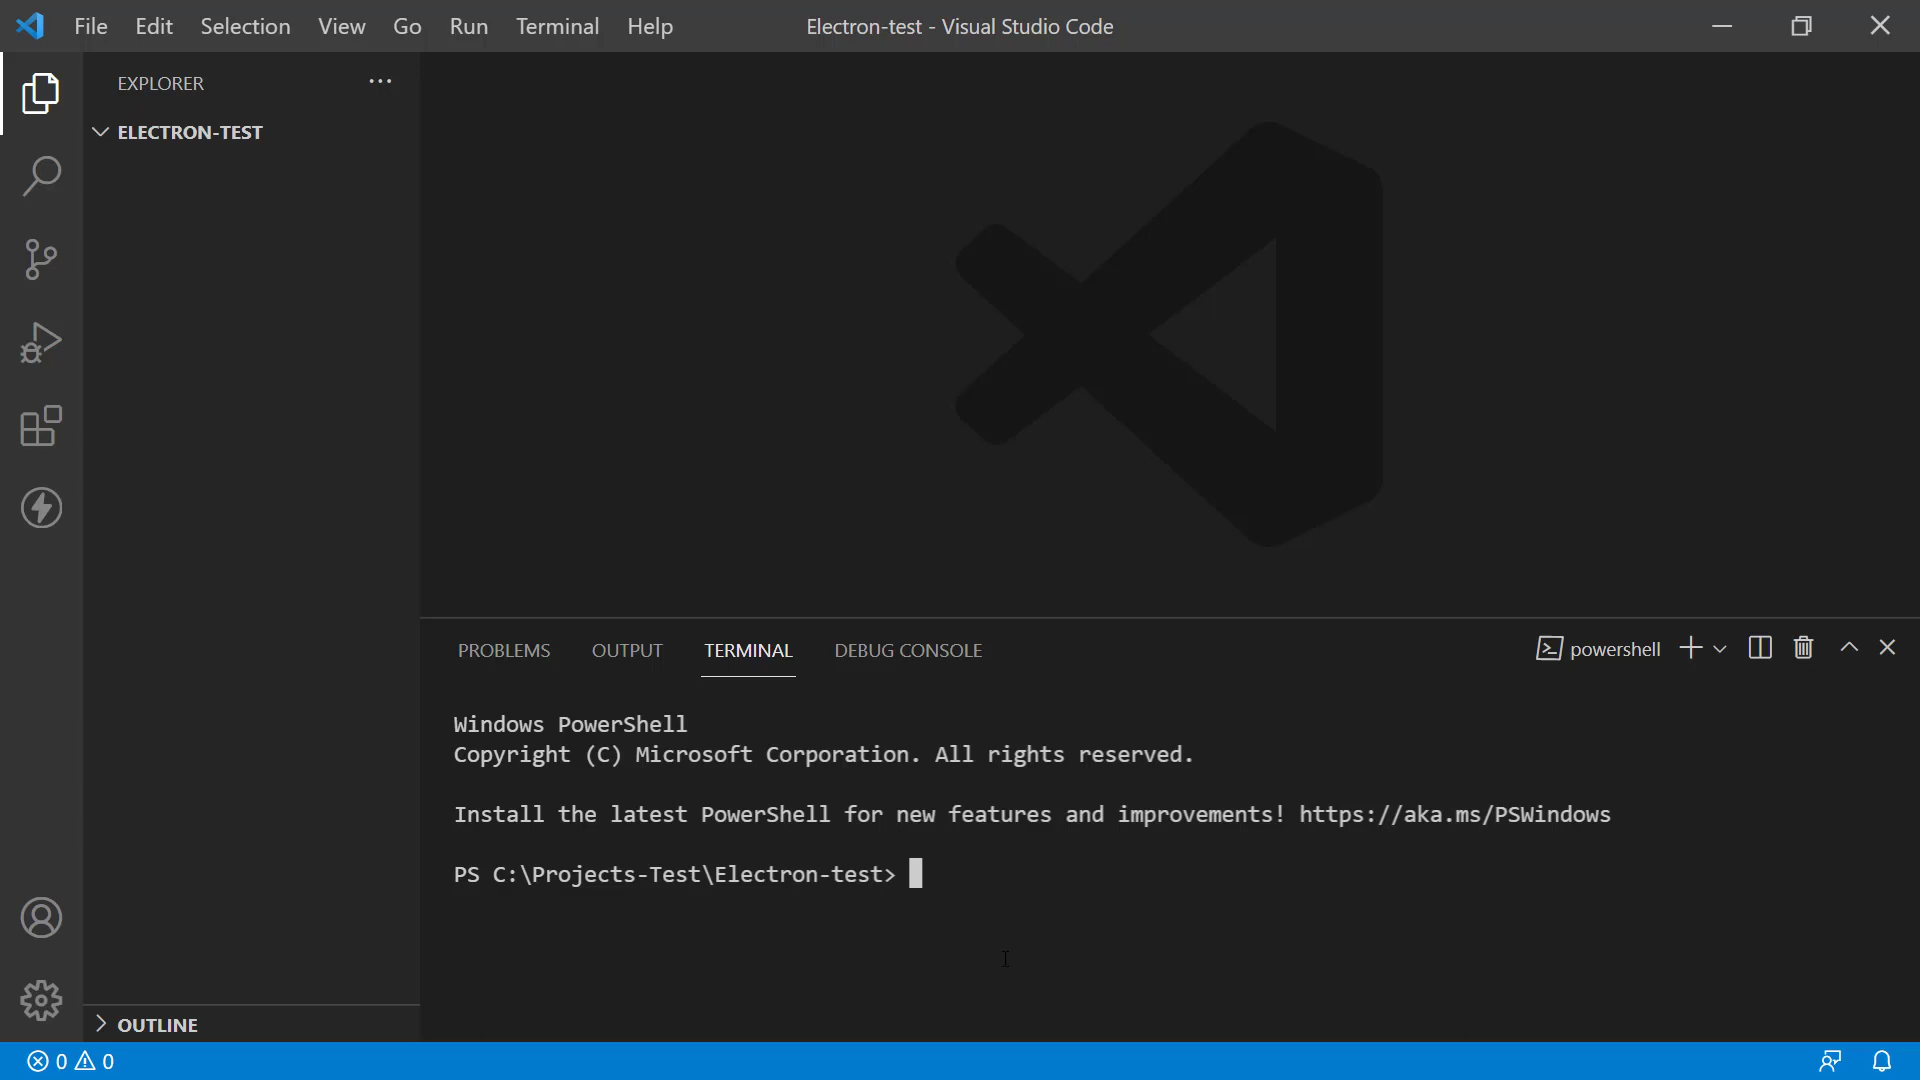 File Edit Selection View Go Run Terminal Help
Electron-test - Visual Studio Code
EXPLORER
ELECTRON-TEST
PROBLEMS OUTPUT TERMINAL DEBUG CONSOLE
powershell
Windows PowerShell
Copyright (C) Microsoft Corporation. All rights reserved.
Install the latest PowerShell for new features and improvements! https://aka.ms/PSWindows
PS C:\Projects-Test\Electron-test>
OUTLINE
0 0